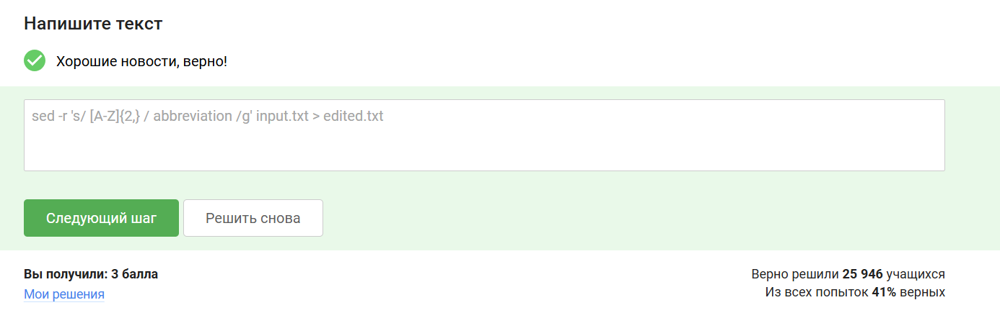 Напишите текст
Хорошие новости, верно!
sed -r 's/ [A-Z]{2,} / abbreviation /g' input.txt > edited.txt
Следующий шаг
Решить снова
Вы получили: 3 балла
Мои решения
Верно решили 25 946 учащихся
Из всех попыток 41% верных